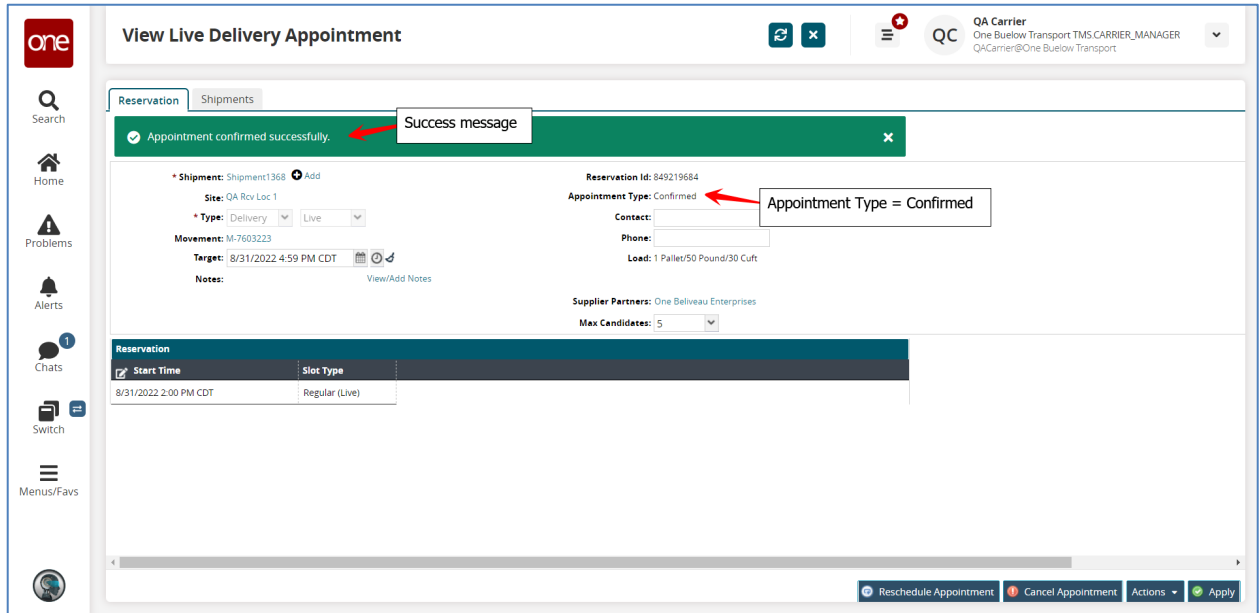 one
View Live Delivery Appointment
QC
QA Carrier
One Buelow Transport TMS.CARRIER_MANAGER
QACarrier@One Buelow Transport
Search
Home
Problems
Alerts
1
Chats
Switch
Menus/Favs
Reservation
Shipments
Appointment confirmed successfully.
Success message
* Shipment: Shipment1368 Add
Site: QA Rcv Loc 1
* Type: Delivery Live
Movement: M-7603223
Target: 8/31/2022 4:59 PM CDT
Notes: View/Add Notes
Reservation Id: 849219684
Appointment Type: Confirmed
Appointment Type = Confirmed
Contact:
Phone:
Load: 1 Pallet/50 Pound/30 Cuft
Supplier Partners: One Beliveau Enterprises
Max Candidates: 5
Reservation
Start Time Slot Type
8/31/2022 2:00 PM CDT Regular (Live)
Reschedule Appointment Cancel Appointment Actions Apply